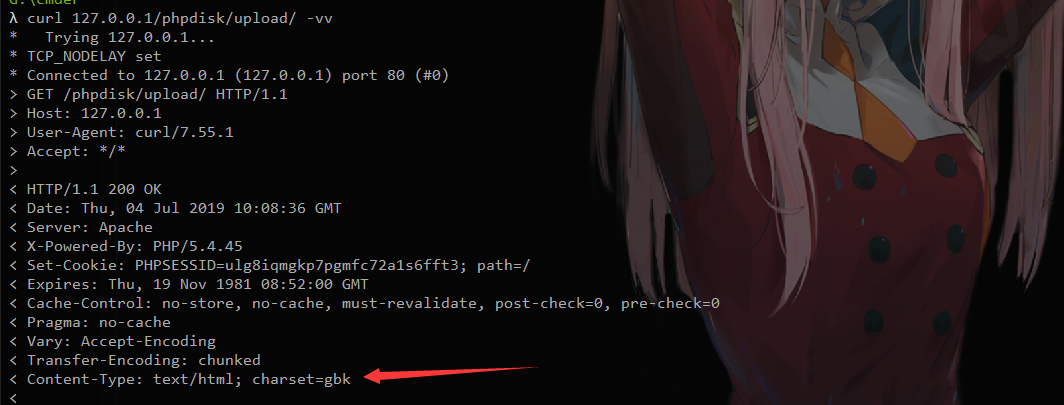 G:\cmder
λ curl 127.0.0.1/phpdisk/upload/ -vv
*   Trying 127.0.0.1...
* TCP_NODELAY set
* Connected to 127.0.0.1 (127.0.0.1) port 80 (#0)
> GET /phpdisk/upload/ HTTP/1.1
> Host: 127.0.0.1
> User-Agent: curl/7.55.1
> Accept: */*
>
< HTTP/1.1 200 OK
< Date: Thu, 04 Jul 2019 10:08:36 GMT
< Server: Apache
< X-Powered-By: PHP/5.4.45
< Set-Cookie: PHPSESSID=ulg8iqmgkp7pgmfc72a1s6fft3; path=/
< Expires: Thu, 19 Nov 1981 08:52:00 GMT
< Cache-Control: no-store, no-cache, must-revalidate, post-check=0, pre-check=0
< Pragma: no-cache
< Vary: Accept-Encoding
< Transfer-Encoding: chunked
< Content-Type: text/html; charset=gbk
<